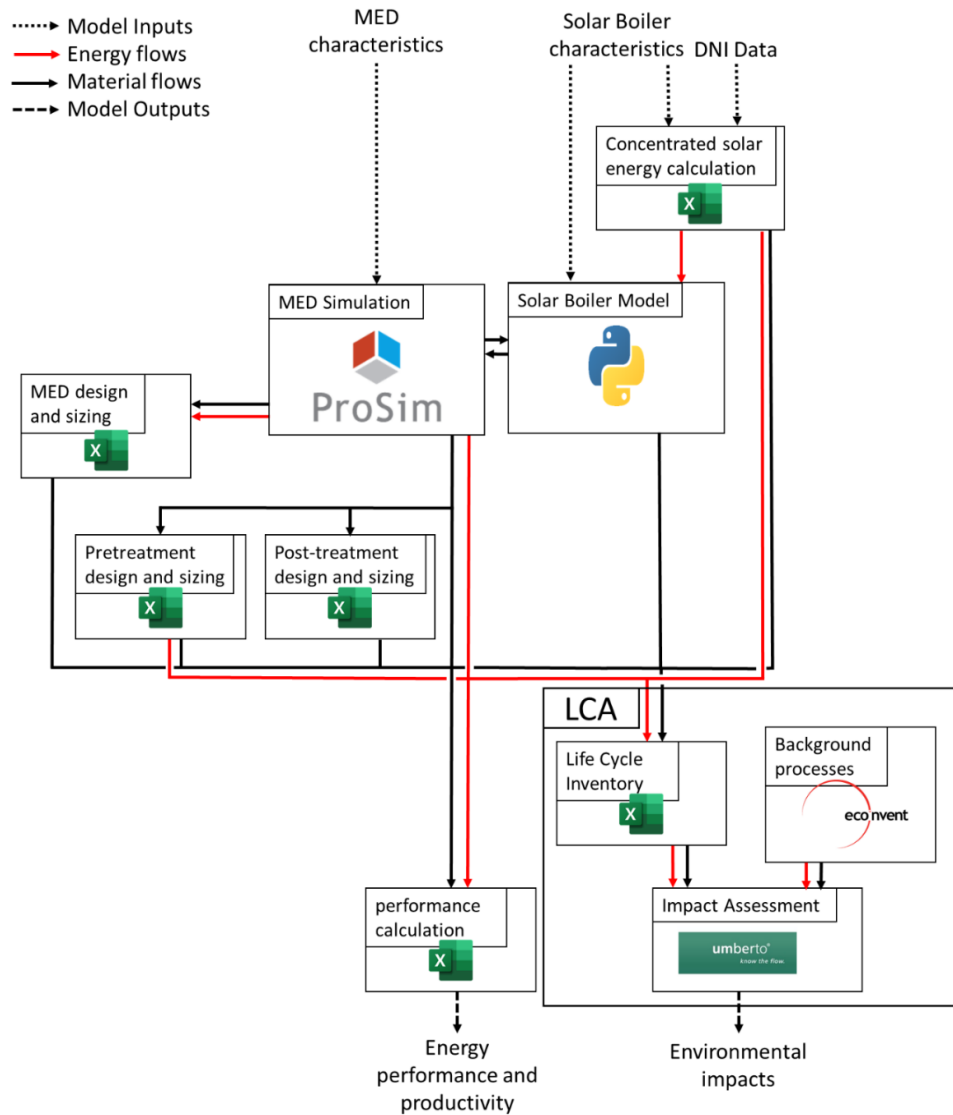 Model Inputs
Energy flows
Material flows
Model Outputs
MED
characteristics
Solar Boiler
characteristics
DNI Data
Concentrated solar
energy calculation
X
MED Simulation
ProSim
Solar Boiler Model
MED design
and sizing
X
Pretreatment
design and sizing
X
Post-treatment
design and sizing
X
LCA
Life Cycle
Inventory
X
Background
processes
ecoinvent
performance
calculation
X
Impact Assessment
umberto®
know the flow.
Energy
performance and
productivity
Environmental
impacts